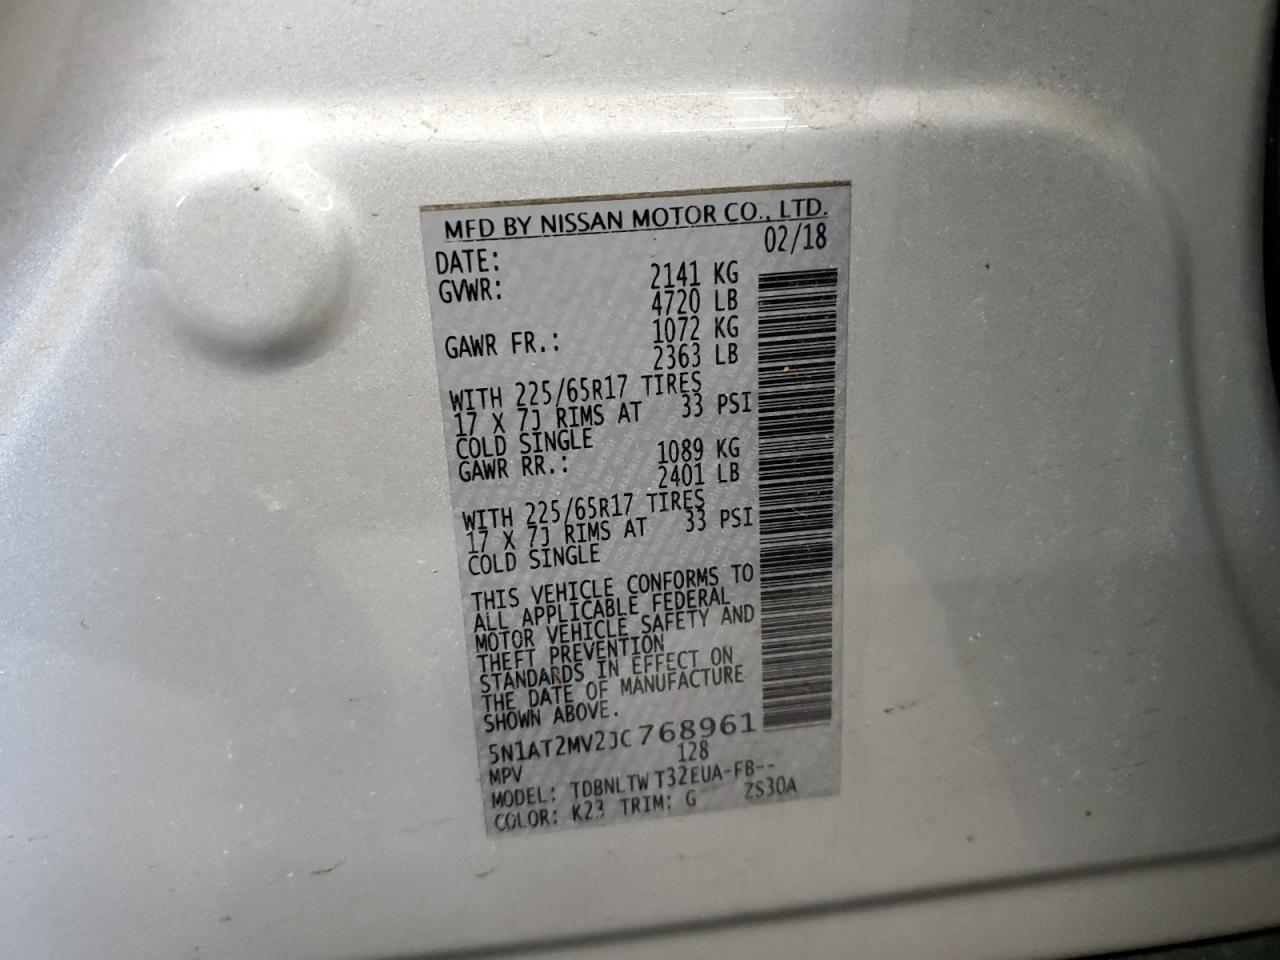 MFD BY NISSAN MOTOR CO., LTD.
DATE: 02/18
GVWR: 2141 KG
4720 LB
GAWR FR.: 1072 KG
2363 LB
WITH 225/65R17 TIRES
17 X 7J RIMS AT 33 PSI
COLD SINGLE
GAWR RR.: 1089 KG
2401 LB
WITH 225/65R17 TIRES
17 X 7J RIMS AT 33 PSI
COLD SINGLE
THIS VEHICLE CONFORMS TO
ALL APPLICABLE FEDERAL
MOTOR VEHICLE SAFETY AND
THEFT PREVENTION
STANDARDS IN EFFECT ON
THE DATE OF MANUFACTURE
SHOWN ABOVE.
5N1AT2MV2JC768961
MPV 128
MODEL: TDBNLTW T32EUA-FB--
COLOR: K23 TRIM: G ZS30A